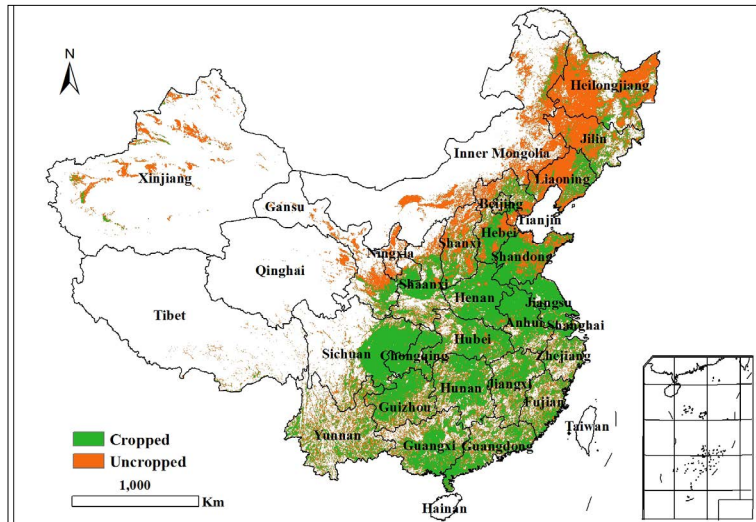 N
Heilongjiang
Jilin
Inner Mongolia
Liaoning
Xinjiang
Beijing
Gansu
Tianjin
Hebei
Shanxi
Ningxia
Shandong
Qinghai
Shaanxi
Henan
Jiangsu
Tibet
Anhui
Shanghai
Hubei
Sichuan
Chongqing
Zhejiang
Hunan
Jiangxi
Guizhou
Fujian
Taiwan
Yunnan
Guangxi
Guangdong
Cropped
Uncropped
1,000
Km
Hainan